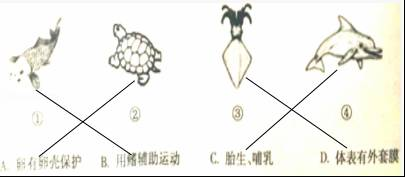 ① ② ③ ④
A. 卵有卵壳保护 B. 用鳍辅助运动 C. 胎生、哺乳 D. 体表有外套膜